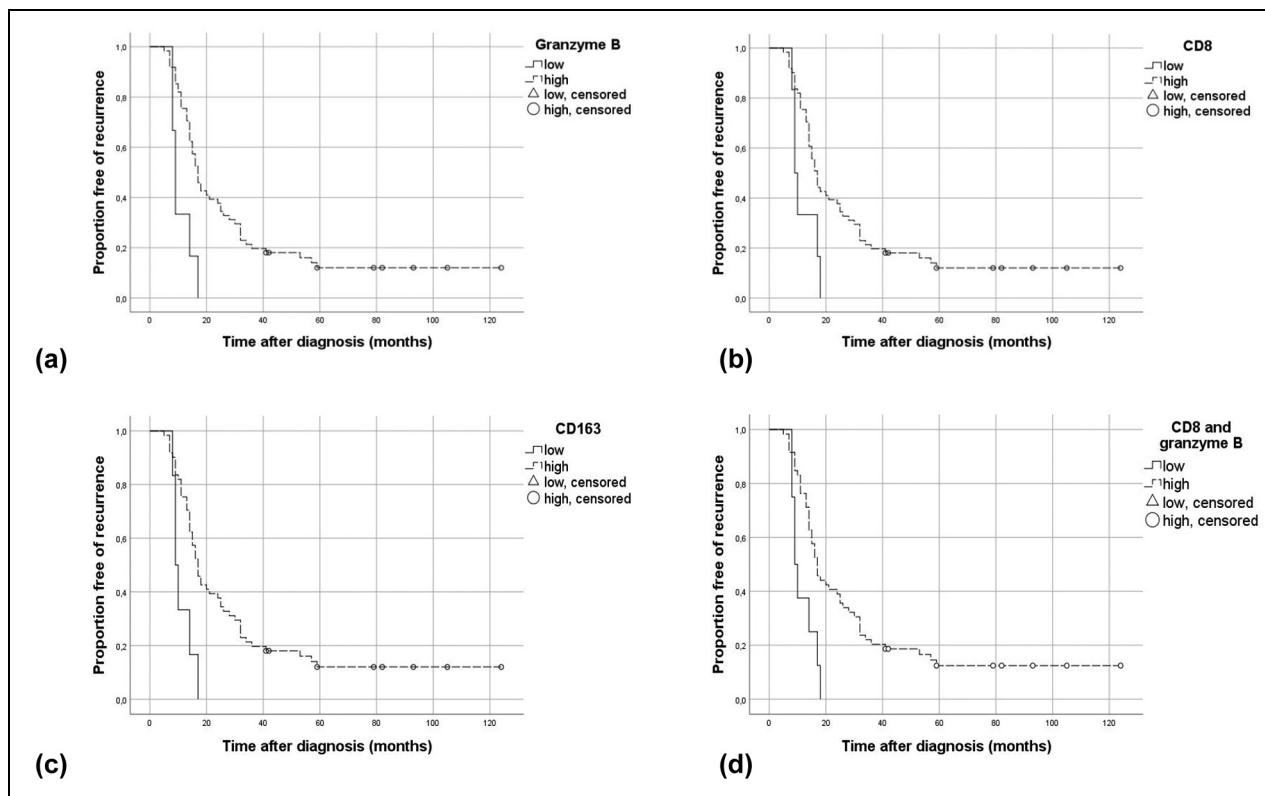 Granzyme B
low
high
low, censored
high, censored
Proportion free of recurrence
1,0
0,8
0,6
0,4
0,2
0,0
0 20 40 60 80 100 120
Time after diagnosis (months)
(a)
CD8
low
high
low, censored
high, censored
Proportion free of recurrence
1,0
0,8
0,6
0,4
0,2
0,0
0 20 40 60 80 100 120
Time after diagnosis (months)
(b)
CD163
low
high
low, censored
high, censored
Proportion free of recurrence
1,0
0,8
0,6
0,4
0,2
0,0
0 20 40 60 80 100 120
Time after diagnosis (months)
(c)
CD8 and
granzyme B
low
high
low, censored
high, censored
Proportion free of recurrence
1,0
0,8
0,6
0,4
0,2
0,0
0 20 40 60 80 100 120
Time after diagnosis (months)
(d)